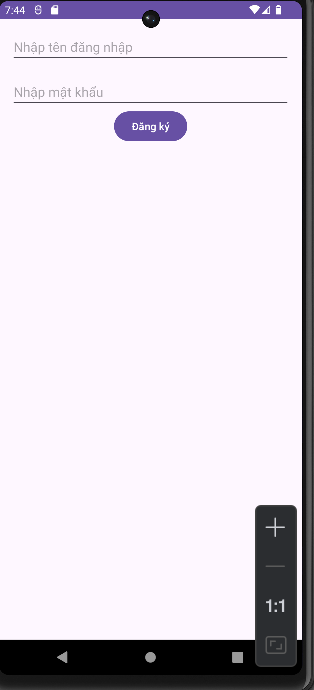 7:44
Nhập tên đăng nhập
Nhập mật khẩu
Đăng ký
1:1